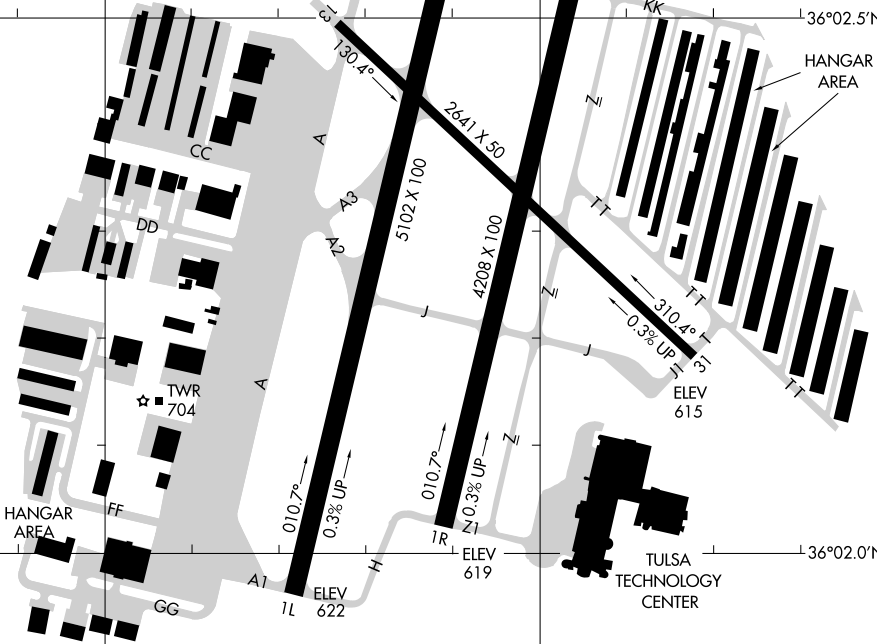 KK
13
36°02.5'N
130.4°
HANGAR
AREA
2641 X 50
Z
A
CC
5102 X 100
A3
TT
DD
A2
4208 X 100
Z
TT
310.4°
J
0.3% UP
T
J
J1
31
A
TWR
704
ELEV
615
TT
Z
010.7°
0.3% UP
010.7°
0.3% UP
FF
HANGAR
AREA
1R
Z1
ELEV
619
36°02.0'N
H
TULSA
TECHNOLOGY
CENTER
A1
ELEV
622
GG
1L